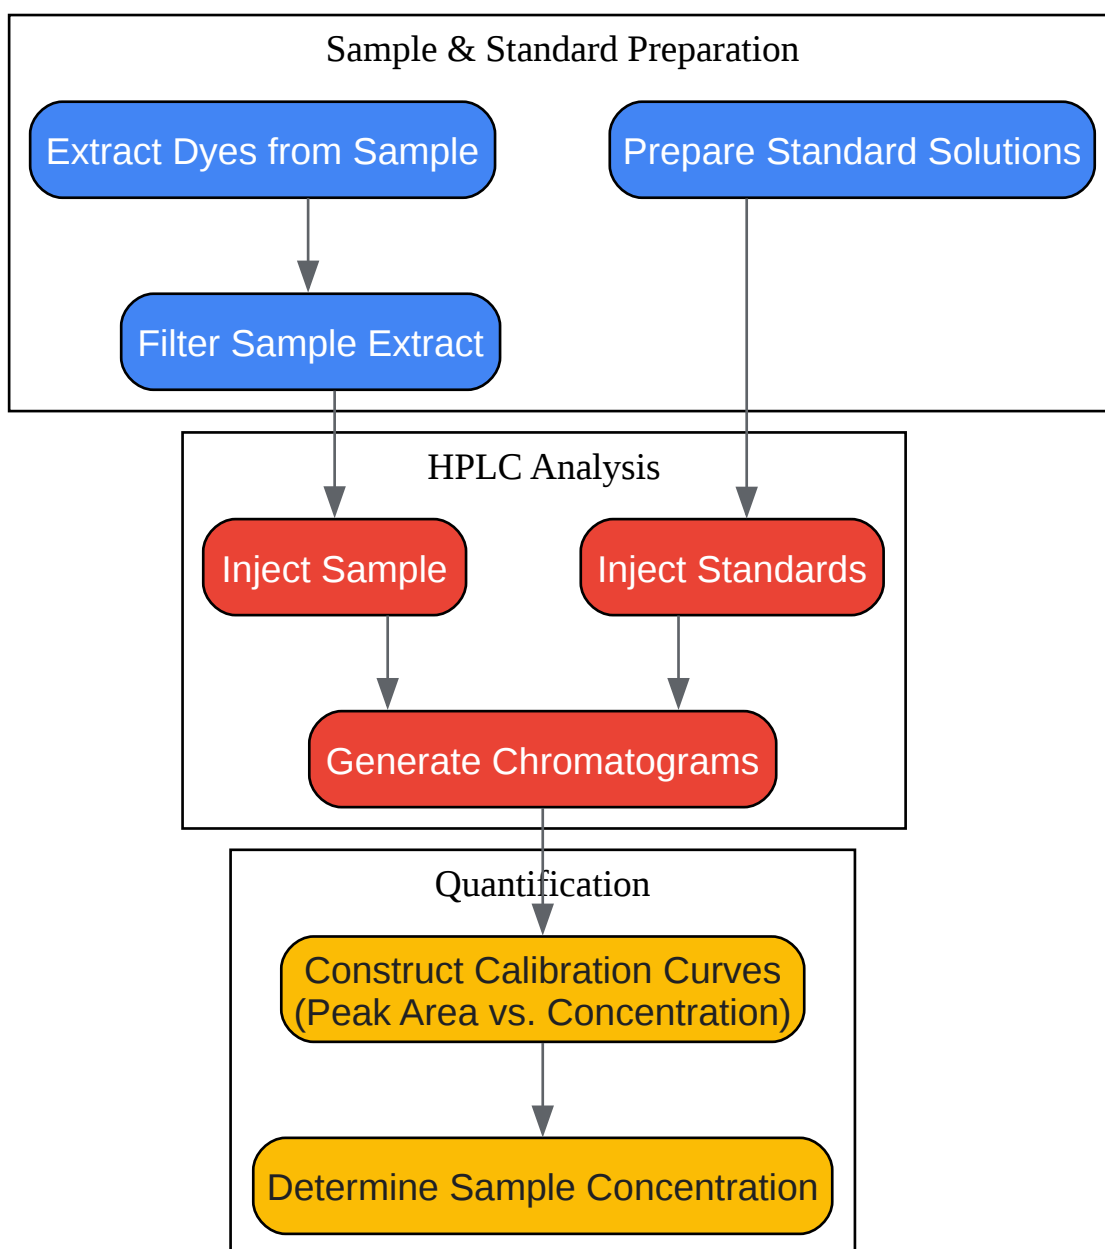 Sample & Standard Preparation
Extract Dyes from Sample
Prepare Standard Solutions
Filter Sample Extract
HPLC Analysis
Inject Sample
Inject Standards
Generate Chromatograms
Quantification
Construct Calibration Curves
(Peak Area vs. Concentration)
Determine Sample Concentration